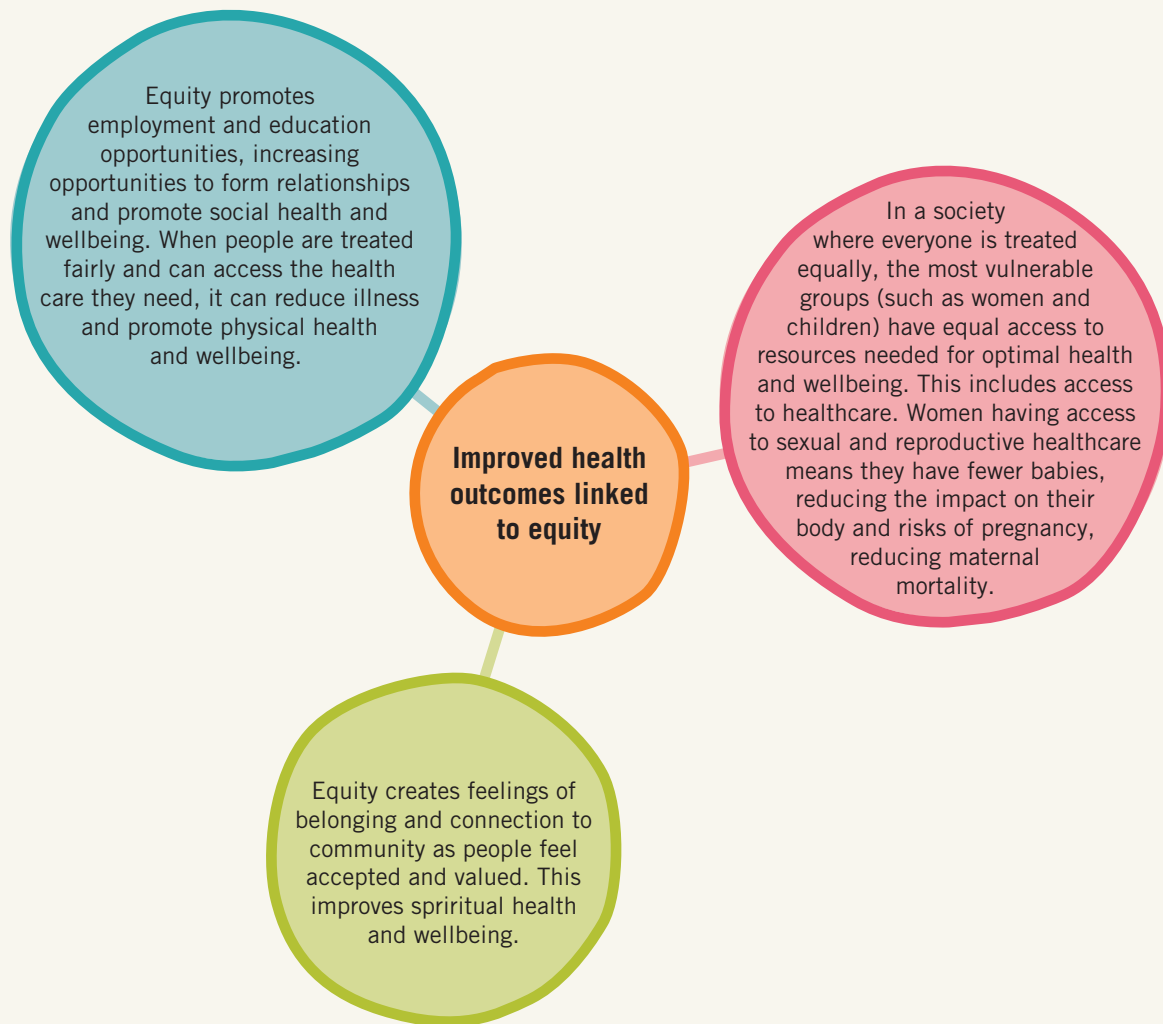 Equity promotes
employment and education
opportunities, increasing
opportunities to form relationships
and promote social health and
wellbeing. When people are treated
fairly and can access the health
care they need, it can reduce illness
and promote physical health
and wellbeing.
In a society
where everyone is treated
equally, the most vulnerable
groups (such as women and
children) have equal access to
resources needed for optimal health
and wellbeing. This includes access
to healthcare. Women having access
to sexual and reproductive healthcare
means they have fewer babies,
reducing the impact on their
body and risks of pregnancy,
reducing maternal
mortality.
Improved health
outcomes linked
to equity
Equity creates feelings of
belonging and connection to
community as people feel
accepted and valued. This
improves spriritual health
and wellbeing.